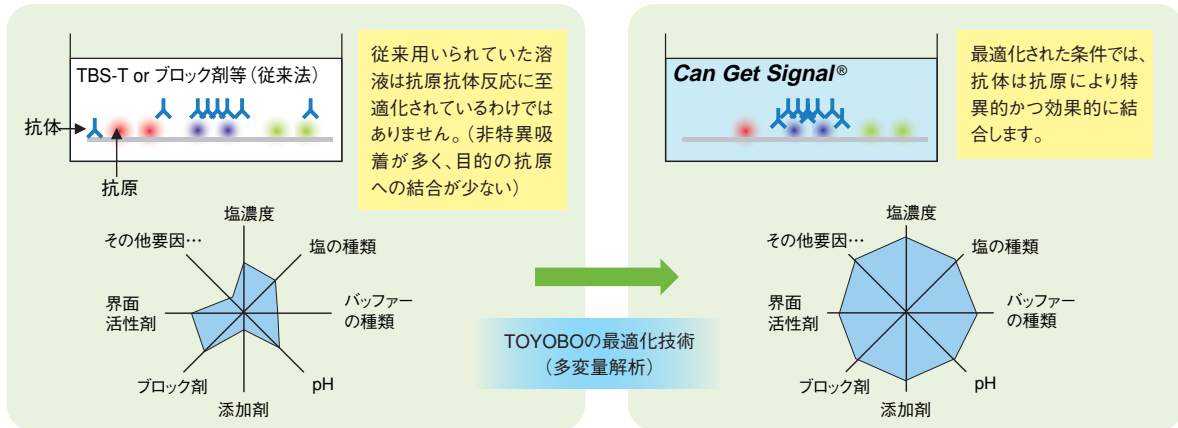 TBS-T or ブロック剤等（従来法）
抗体
抗原
従来用いられていた溶
液は抗原抗体反応に至
適化されているわけでは
ありません。（非特異吸
着が多く、目的の抗原
への結合が少ない）
塩濃度
塩の種類
バッファー
の種類
pH
添加剤
ブロック剤
界面
活性剤
その他要因…
TOYOBOの最適化技術
（多変量解析）
Can Get Signal®
最適化された条件では、
抗体は抗原により特
異的かつ効果的に結
合します。
塩濃度
塩の種類
バッファー
の種類
pH
添加剤
ブロック剤
界面
活性剤
その他要因…